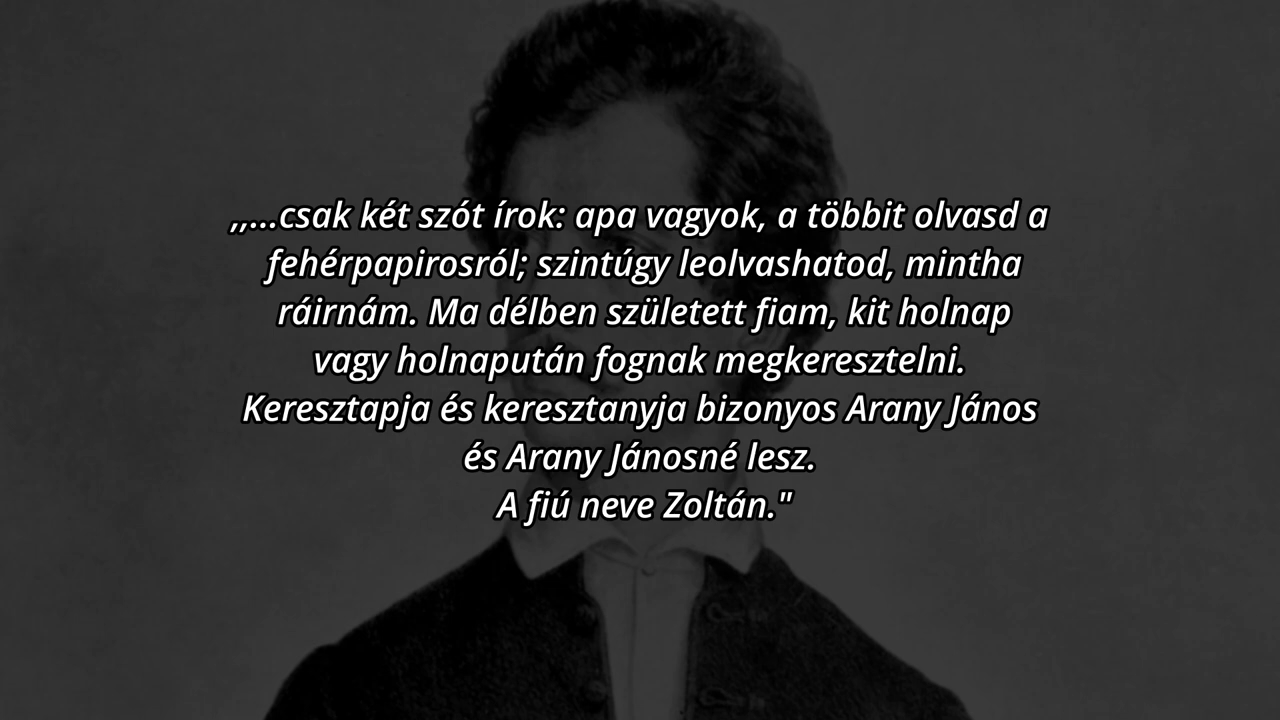 „...csak két szót írok: apa vagyok, a többit olvasd a
fehérpapirosról; szintúgy leolvashatod, mintha
ráirnám. Ma délben született fiam, kit holnap
vagy holnapután fognak megkeresztelni.
Keresztapja és keresztanyja bizonyos Arany János
és Arany Jánosné lesz.
A fiú neve Zoltán."